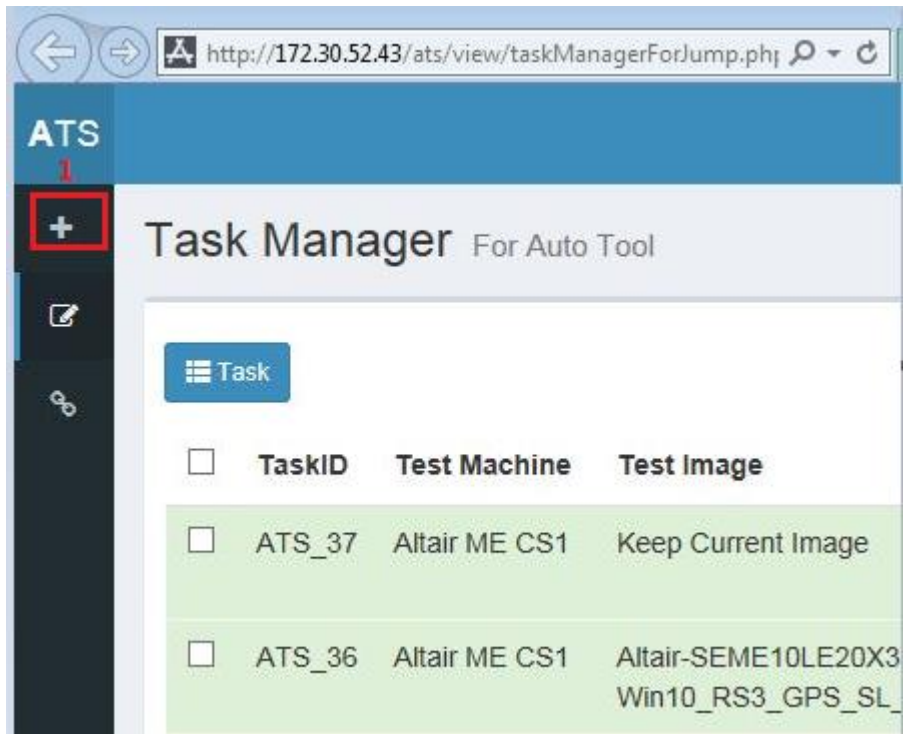 http://172.30.52.43/ats/view/taskManagerForJump.php
ATS
1
Task Manager For Auto Tool
Task
TaskID Test Machine Test Image
ATS_37 Altair ME CS1 Keep Current Image
ATS_36 Altair ME CS1 Altair-SEME10LE20X3
Win10_RS3_GPS_SL_